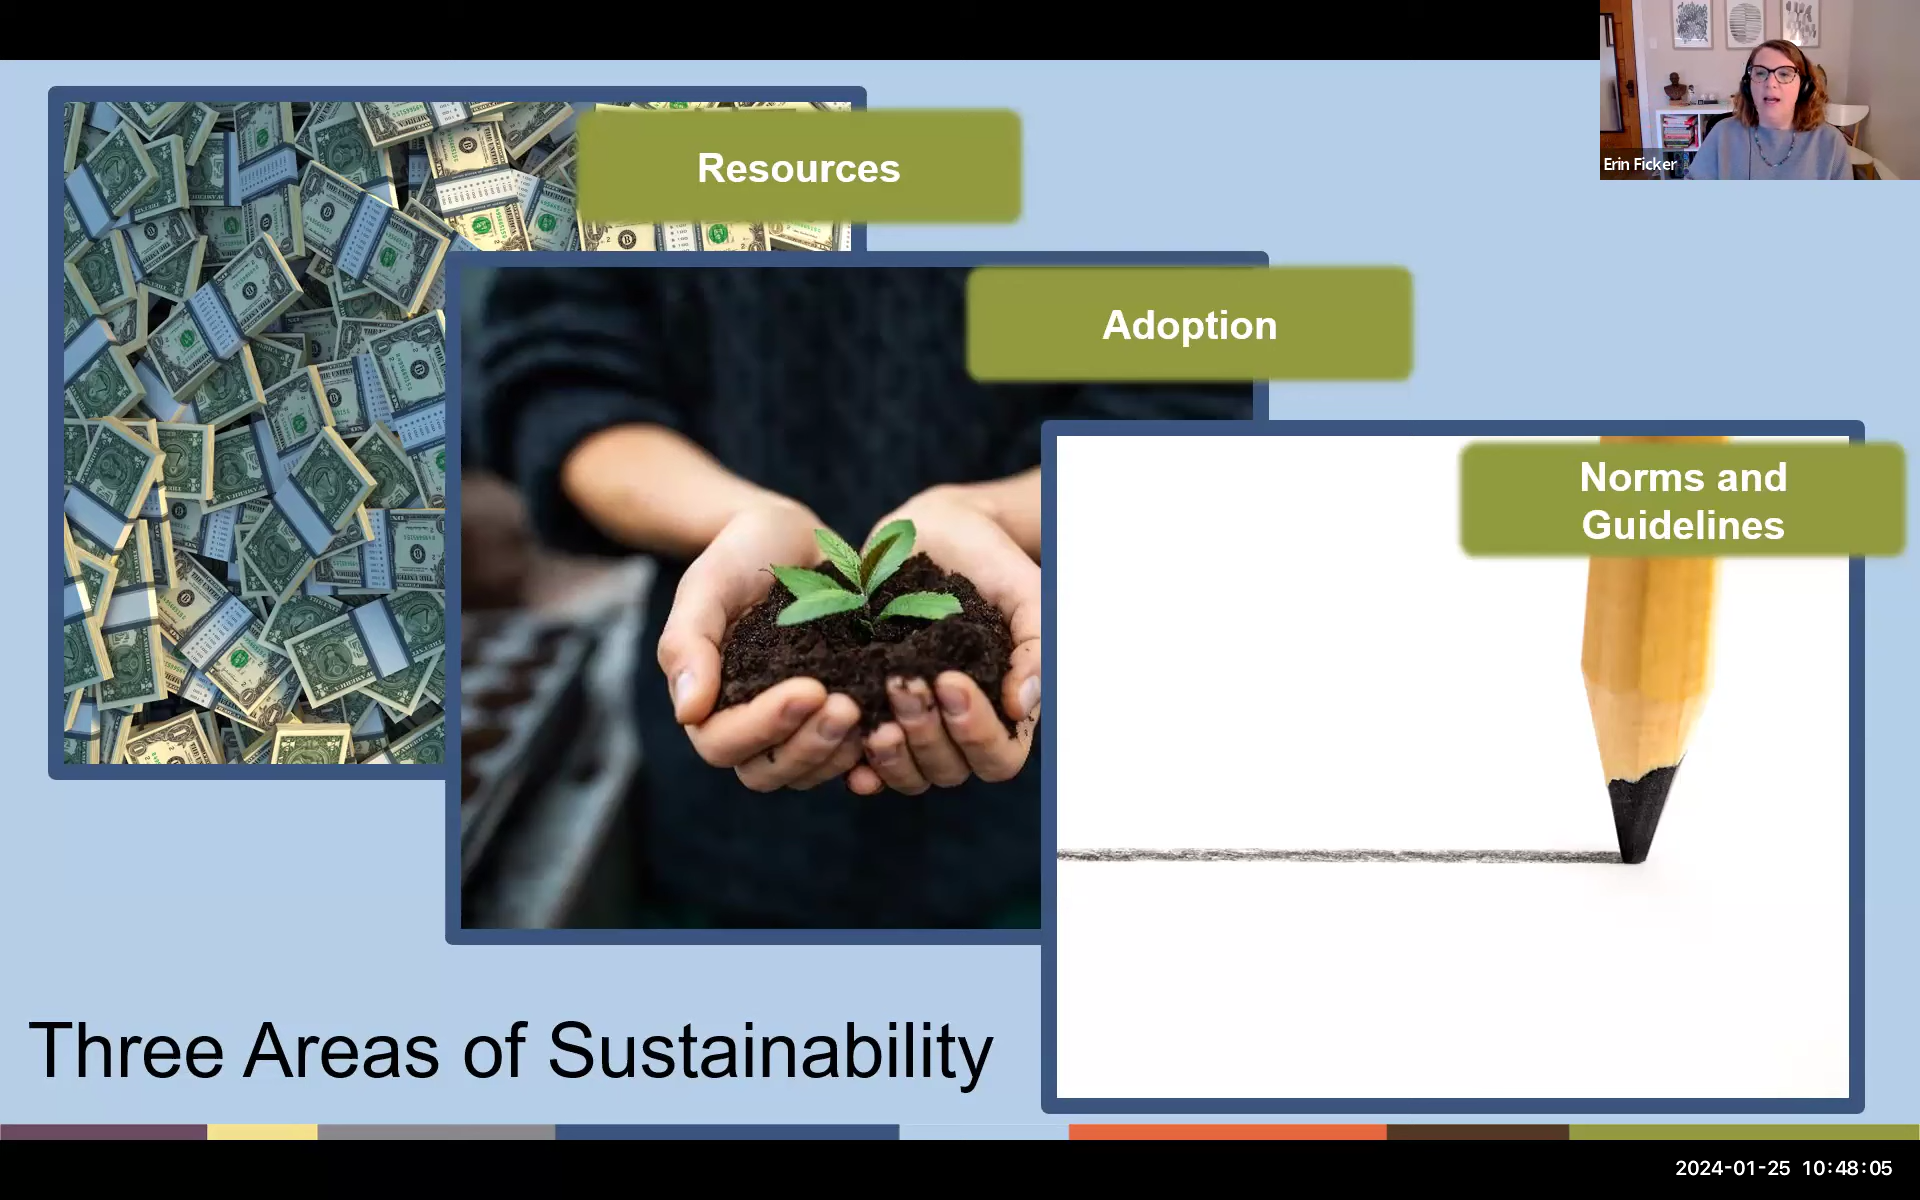 Resources
Erin Ficker
Adoption
Norms and
Guidelines
Three Areas of Sustainability
2024-01-25 10:48:05